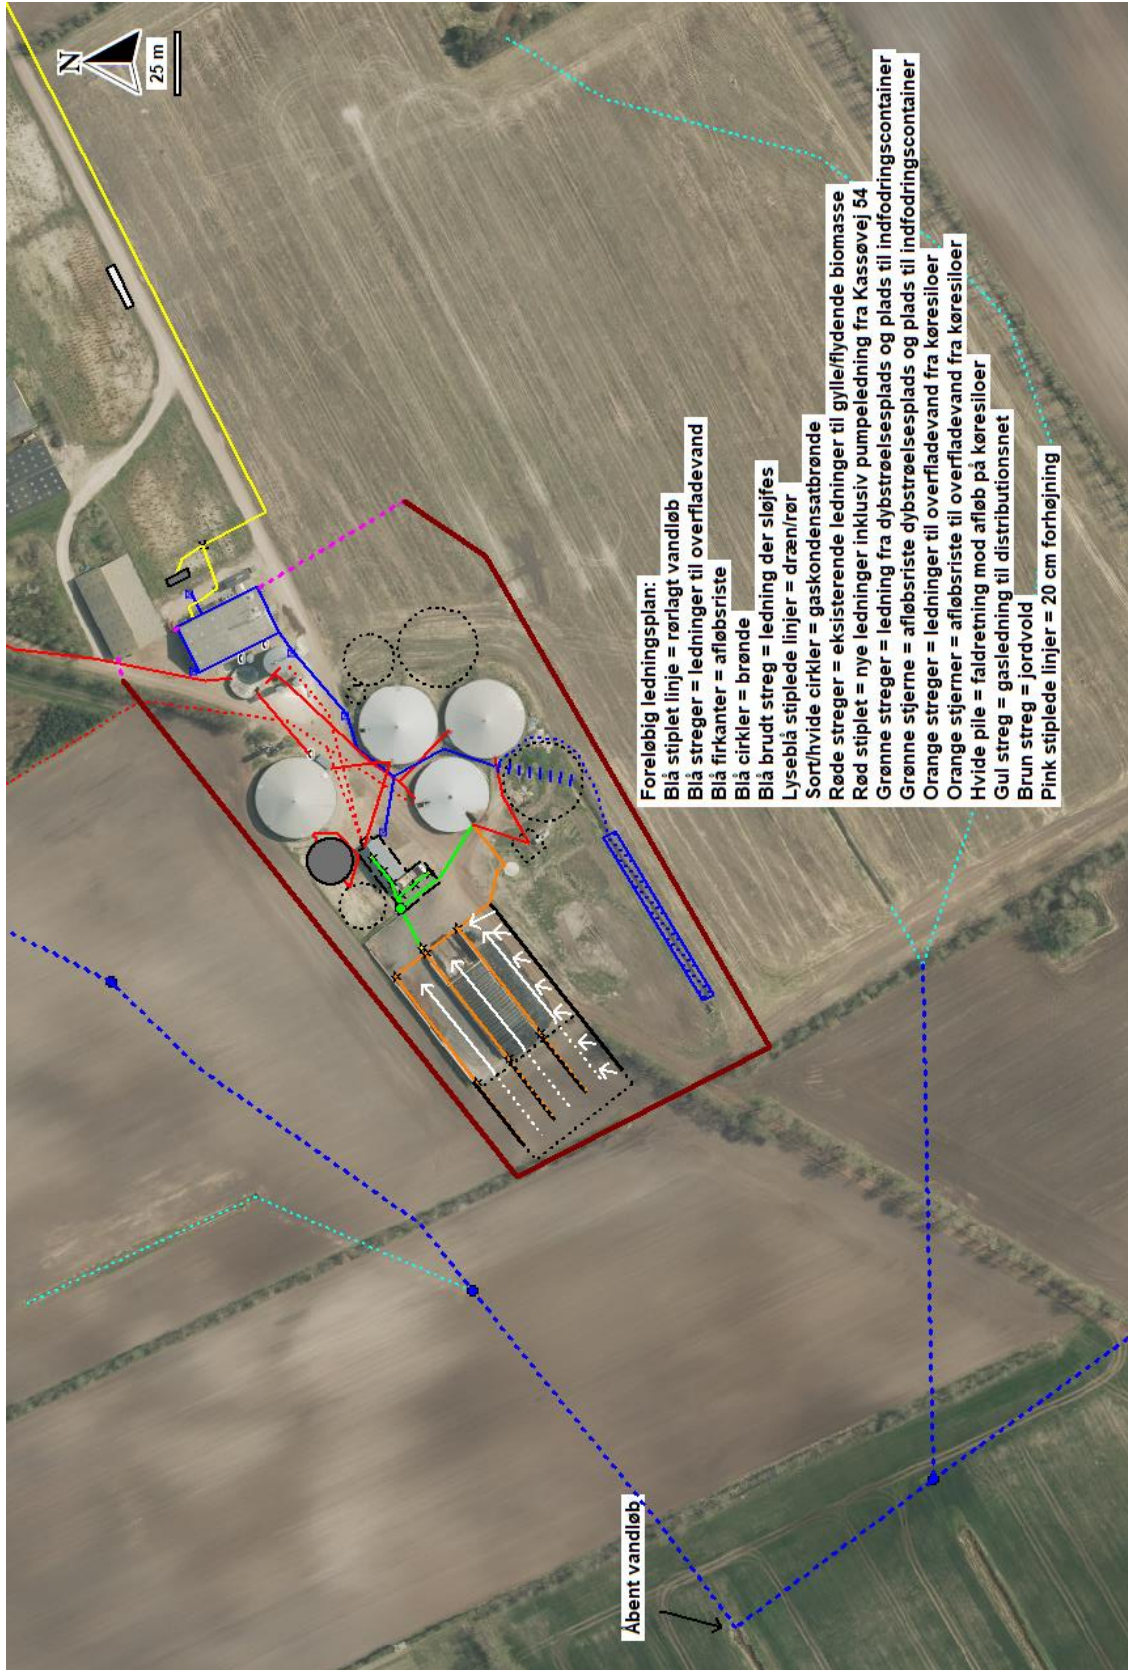 N
25 m
Foreløbig ledningsplan:
Blå stiplet linje = rørlagt vandløb
Blå streger = ledninger til overfladevand
Blå firkanter = afløbsriste
Blå cirkler = brønde
Blå brudt streg = ledning der sløjfes
Lyseblå stiplede linjer = dræn/rør
Sort/hvide cirkler = gaskondensatbrønde
Røde streger = eksisterende ledninger til gylle/flydende biomasse
Rød stiplet = nye ledninger inklusiv pumpeledning fra Kassøvej 54
Grønne streger = ledning fra dybstrøelsesplads og plads til indfodringscontainer
Grønne stjerne = afløbsriste dybstrøelsesplads og plads til indfodringscontainer
Orange streger = ledninger til overfladevand fra køresiloer
Orange stjerner = afløbsriste til overfladevand fra køresiloer
Hvide pile = faldretning mod afløb på køresiloer
Gul streg = gasledning til distributionsnet
Brun streg = jordvold
Pink stiplede linjer = 20 cm forhøjning
Åbent vandløb